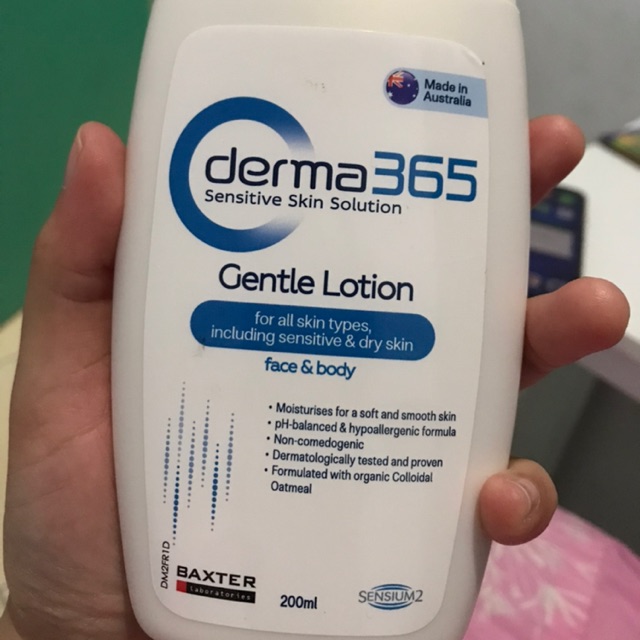 Made in
Australia
derma365
Sensitive Skin Solution
Gentle Lotion
for all skin types,
including sensitive & dry skin
face & body
• Moisturises for a soft and smooth skin
• pH-balanced & hypoallergenic formula
• Non-comedogenic
• Dermatologically tested and proven
• Formulated with organic Colloidal
Oatmeal
DM2FR1D
BAXTER
laboratories
200ml
SENSIUM2